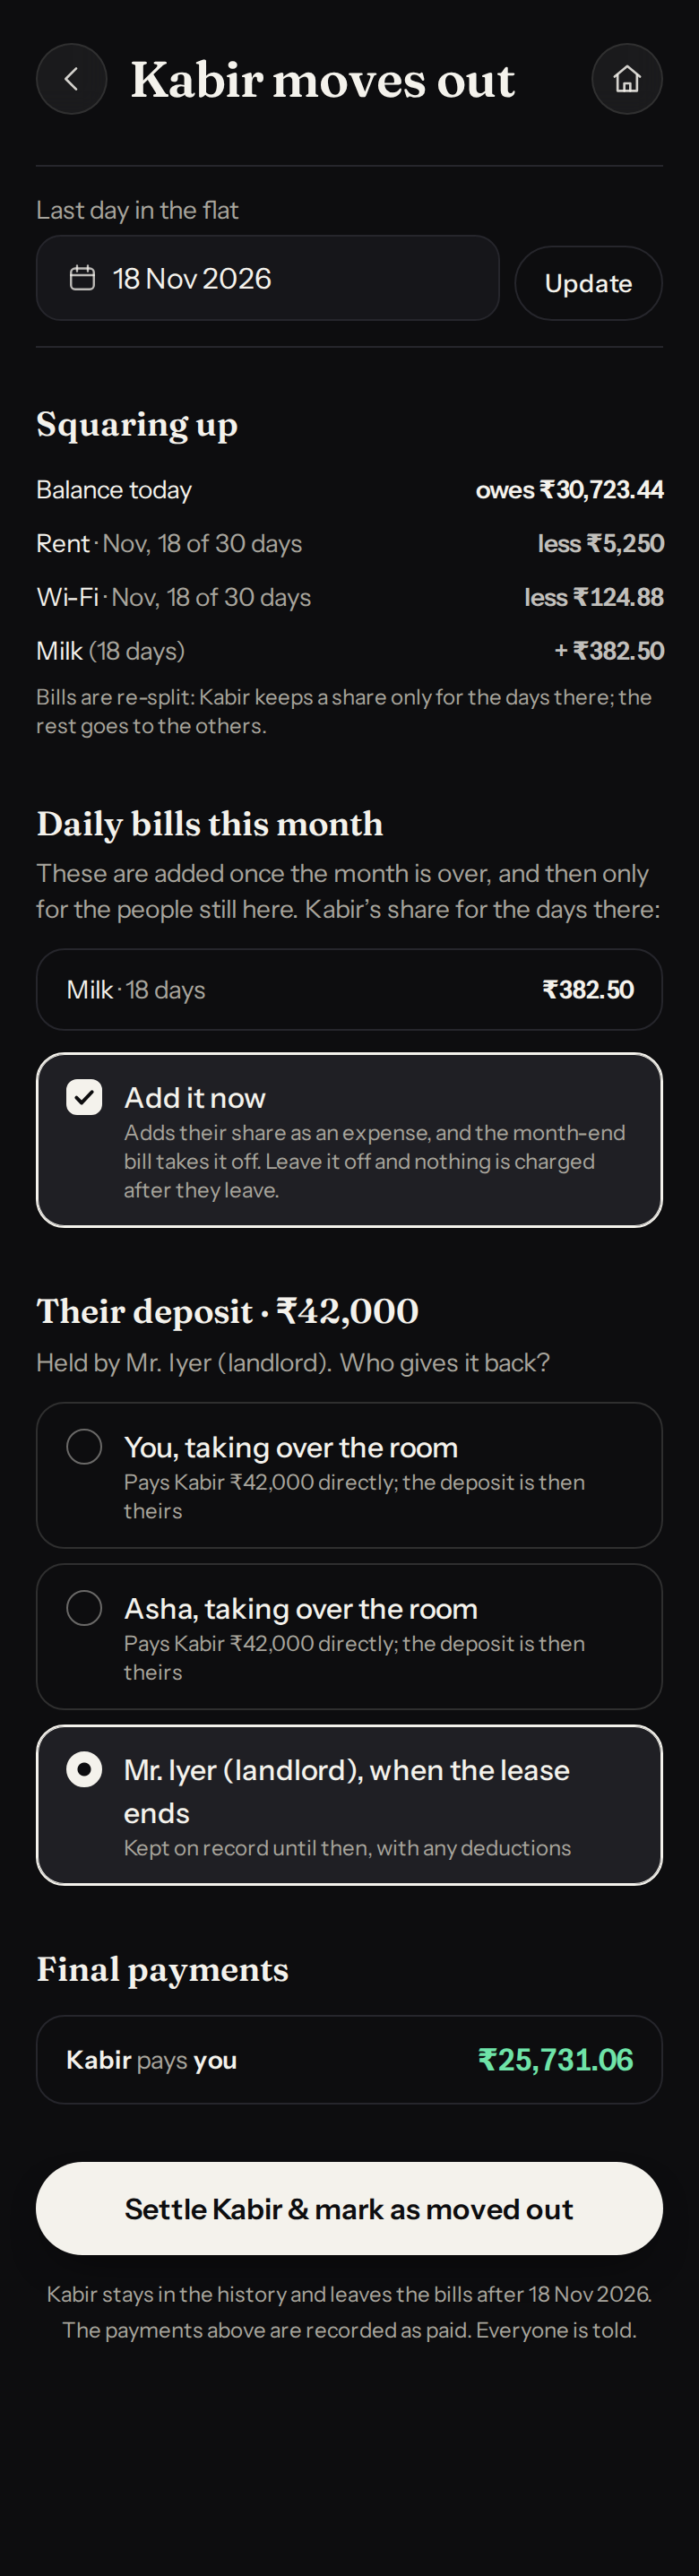 Kabir moves out
Last day in the flat
18 Nov 2026
Update
Squaring up
Balance today
owes ₹30,723.44
Rent · Nov, 18 of 30 days
less ₹5,250
Wi-Fi · Nov, 18 of 30 days
less ₹124.88
Milk (18 days)
+ ₹382.50
Bills are re-split: Kabir keeps a share only for the days there; the
rest goes to the others.
Daily bills this month
These are added once the month is over, and then only
for the people still here. Kabir’s share for the days there:
Milk · 18 days
₹382.50
Add it now
Adds their share as an expense, and the month-end
bill takes it off. Leave it off and nothing is charged
after they leave.
Their deposit · ₹42,000
Held by Mr. Iyer (landlord). Who gives it back?
You, taking over the room
Pays Kabir ₹42,000 directly; the deposit is then
theirs
Asha, taking over the room
Pays Kabir ₹42,000 directly; the deposit is then
theirs
Mr. Iyer (landlord), when the lease
ends
Kept on record until then, with any deductions
Final payments
Kabir pays you
₹25,731.06
Settle Kabir & mark as moved out
Kabir stays in the history and leaves the bills after 18 Nov 2026.
The payments above are recorded as paid. Everyone is told.